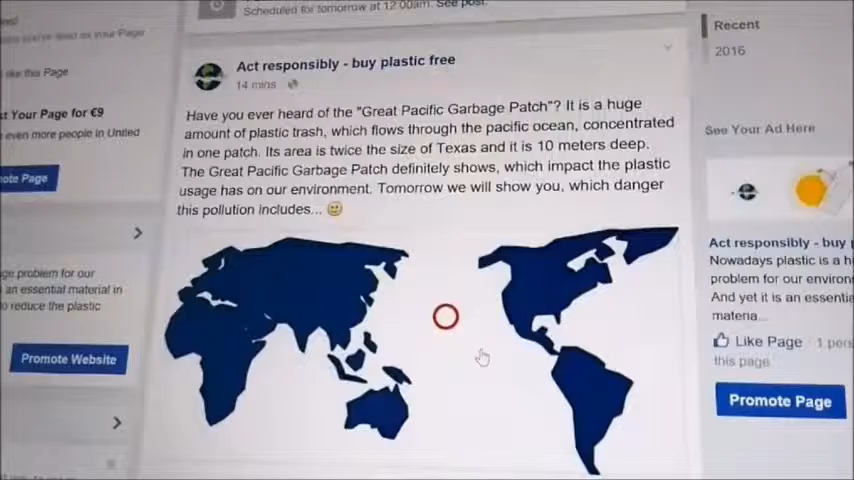 Scheduled for tomorrow at 12:00am. See post.
Act responsibly - buy plastic free
14 mins
Have you ever heard of the "Great Pacific Garbage Patch"? It is a huge
amount of plastic trash, which flows through the pacific ocean, concentrated
in one patch. Its area is twice the size of Texas and it is 10 meters deep.
The Great Pacific Garbage Patch definitely shows, which impact the plastic
usage has on our environment. Tomorrow we will show you, which danger
this pollution includes...
like this Page
t Your Page for €9
even more people in United
ote Page
ge problem for our
an essential material in
o reduce the plastic
Promote Website
Recent
2016
See Your Ad Here
Act responsibly - buy
Nowadays plastic is a h
problem for our environ
And yet it is an essentia
materia...
Like Page
1 pers
this page
Promote Page